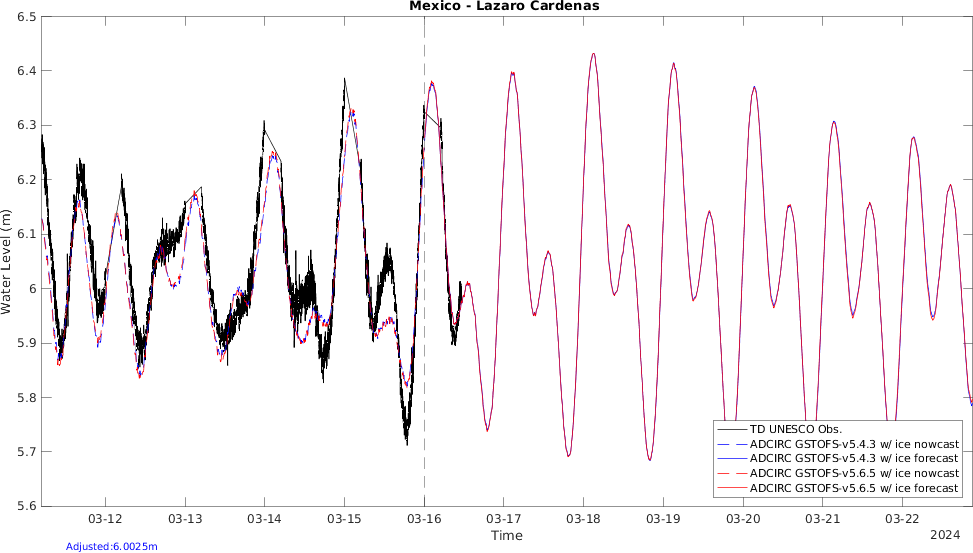 Mexico - Lazaro Cardenas
6.5
6.4
6.3
6.2
6.1
6
5.9
5.8
5.7
5.6
Water Level (m)
TD UNESCO Obs.
ADCIRC GSTOFS-v5.4.3 w/ ice nowcast
ADCIRC GSTOFS-v5.4.3 w/ ice forecast
ADCIRC GSTOFS-v5.6.5 w/ ice nowcast
ADCIRC GSTOFS-v5.6.5 w/ ice forecast
03-12 03-13 03-14 03-15 03-16 03-17 03-18 03-19 03-20 03-21 03-22
Time
2024
Adjusted:6.0025m